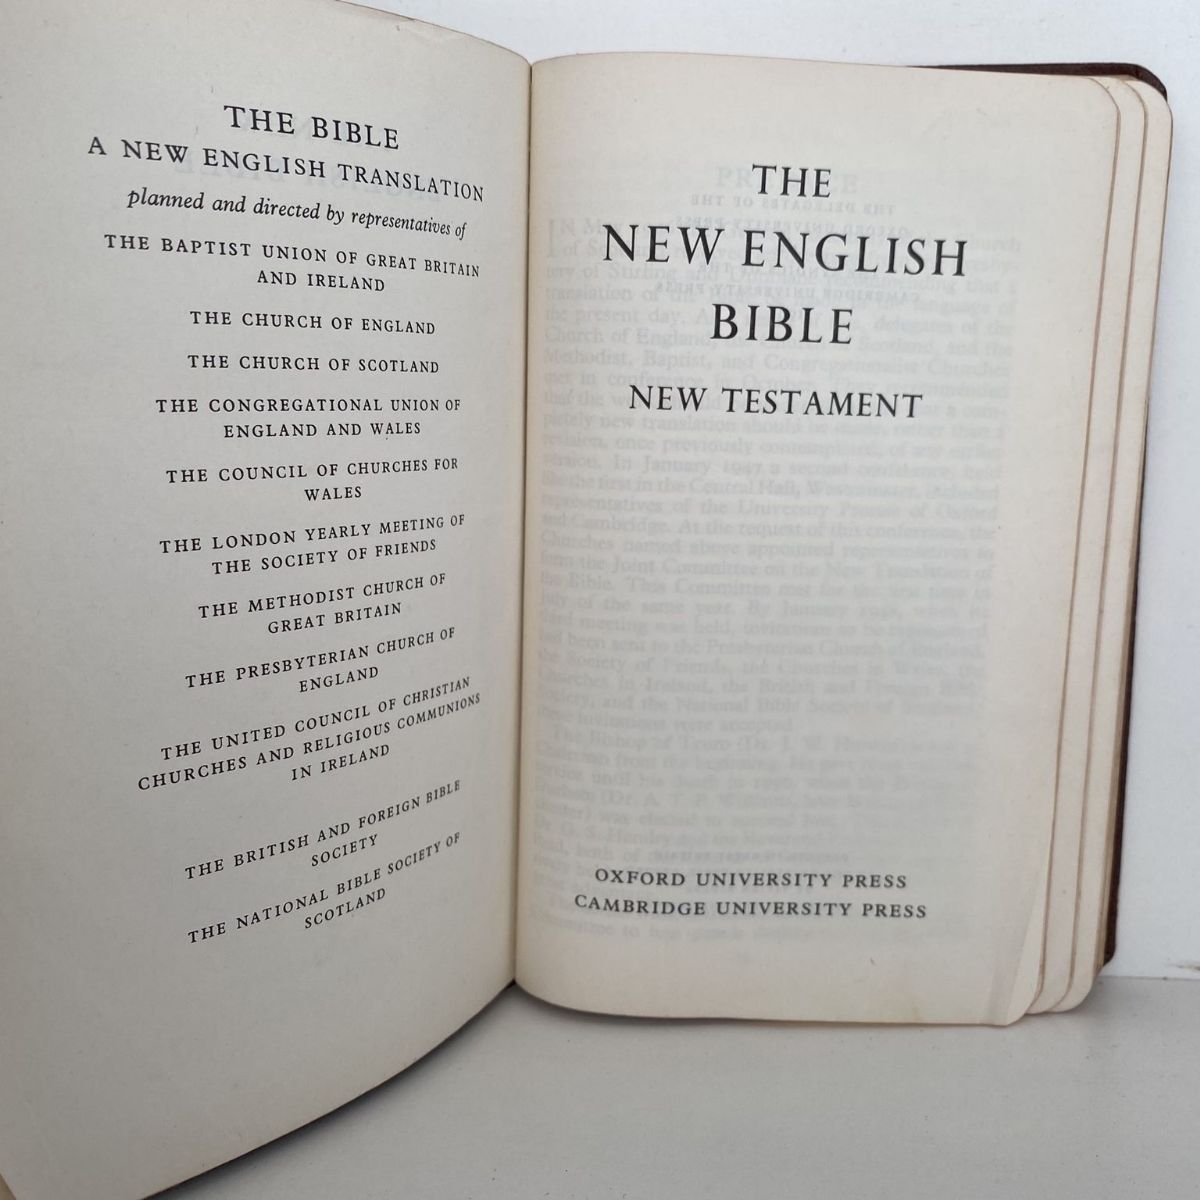 THE BIBLE
A NEW ENGLISH TRANSLATION
planned and directed by representatives of
THE BAPTIST UNION OF GREAT BRITAIN
AND IRELAND
THE CHURCH OF ENGLAND
THE CHURCH OF SCOTLAND
THE CONGREGATIONAL UNION OF
ENGLAND AND WALES
THE COUNCIL OF CHURCHES FOR
WALES
THE LONDON YEARLY MEETING OF
THE SOCIETY OF FRIENDS
THE METHODIST CHURCH OF
GREAT BRITAIN
THE PRESBYTERIAN CHURCH OF
ENGLAND
THE UNITED COUNCIL OF CHRISTIAN
CHURCHES AND RELIGIOUS COMMUNIONS
IN IRELAND
THE BRITISH AND FOREIGN BIBLE
SOCIETY
THE NATIONAL BIBLE SOCIETY OF
SCOTLAND
THE
NEW ENGLISH
BIBLE
NEW TESTAMENT
OXFORD UNIVERSITY PRESS
CAMBRIDGE UNIVERSITY PRESS